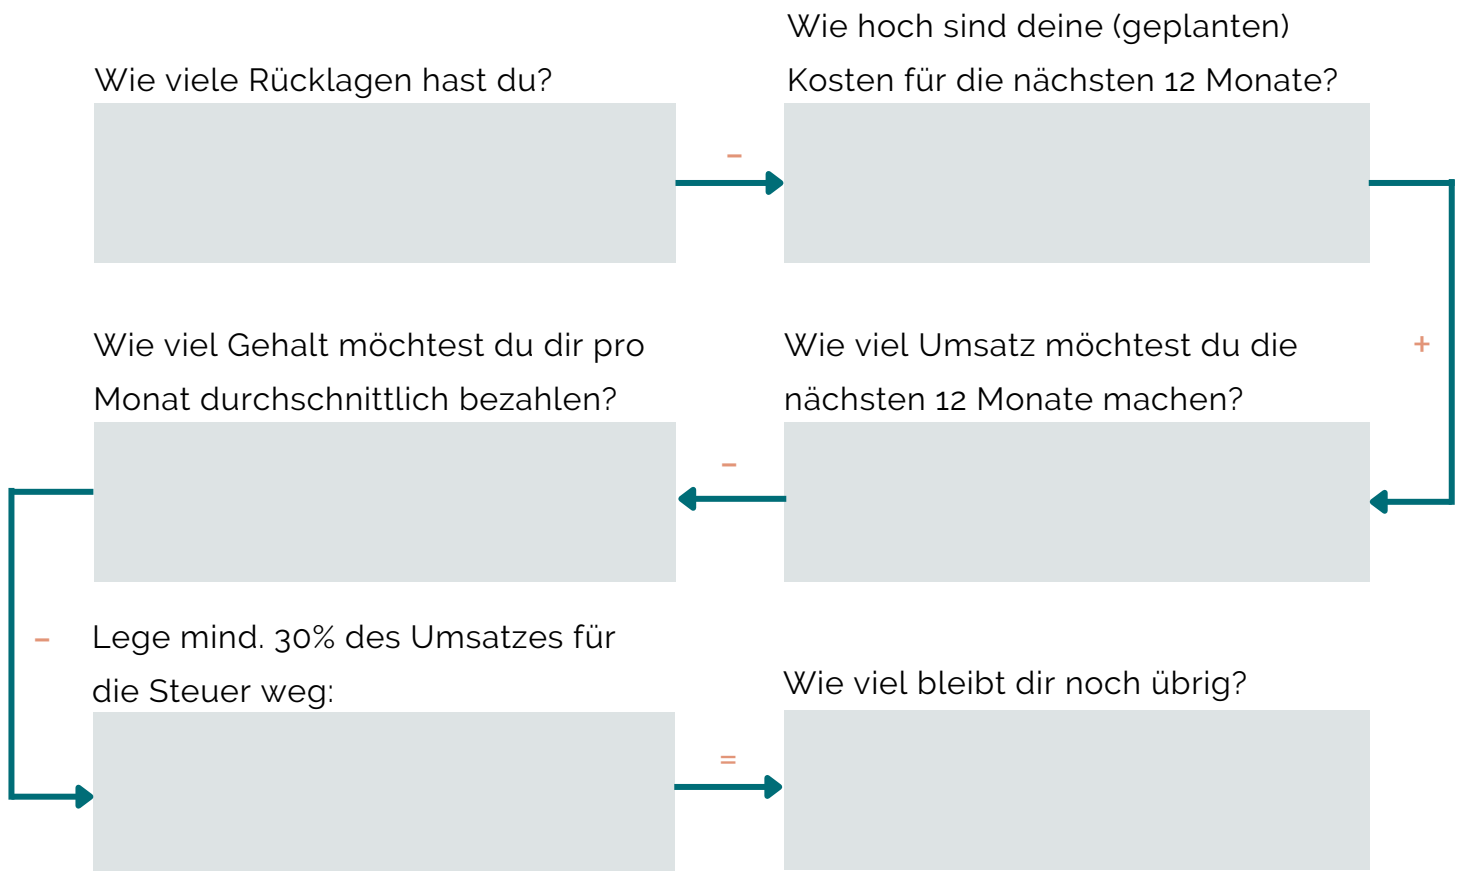 Wie viele Rücklagen hast du?
Wie hoch sind deine (geplanten)
Kosten für die nächsten 12 Monate?
–
+
Wie viel Umsatz möchtest du die
nächsten 12 Monate machen?
–
Wie viel Gehalt möchtest du dir pro
Monat durchschnittlich bezahlen?
–
Lege mind. 30% des Umsatzes für
die Steuer weg:
=
Wie viel bleibt dir noch übrig?